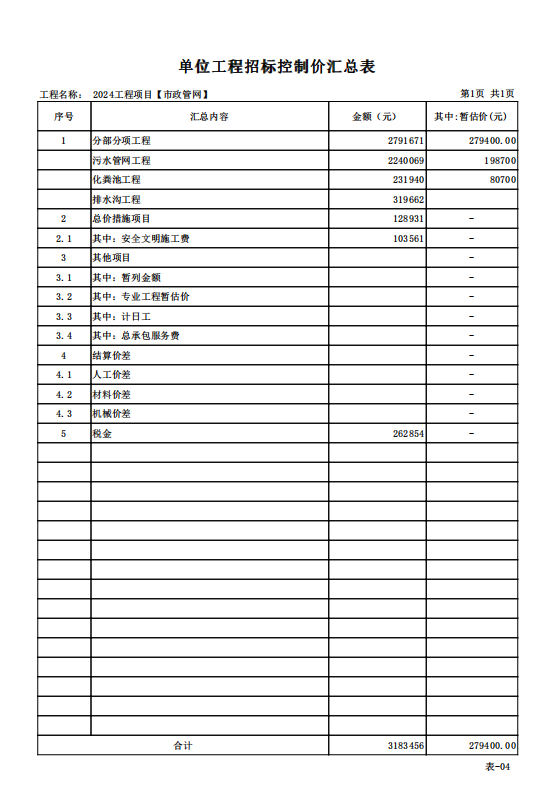 单位工程招标控制价汇总表
工程名称: 2024工程项目【市政管网】 第1页 共1页
序号 汇总内容 金额（元） 其中:暂估价(元)
1 分部分项工程 2791671 279400.00
污水管网工程 2240069 198700
化粪池工程 231940 80700
排水沟工程 319662
2 总价措施项目 128931 -
2.1 其中：安全文明施工费 103561 -
3 其他项目 -
3.1 其中：暂列金额 -
3.2 其中：专业工程暂估价 -
3.3 其中：计日工 -
3.4 其中：总承包服务费 -
4 结算价差 -
4.1 人工价差 -
4.2 材料价差 -
4.3 机械价差 -
5 税金 262854 -
合计 3183456 279400.00
表-04